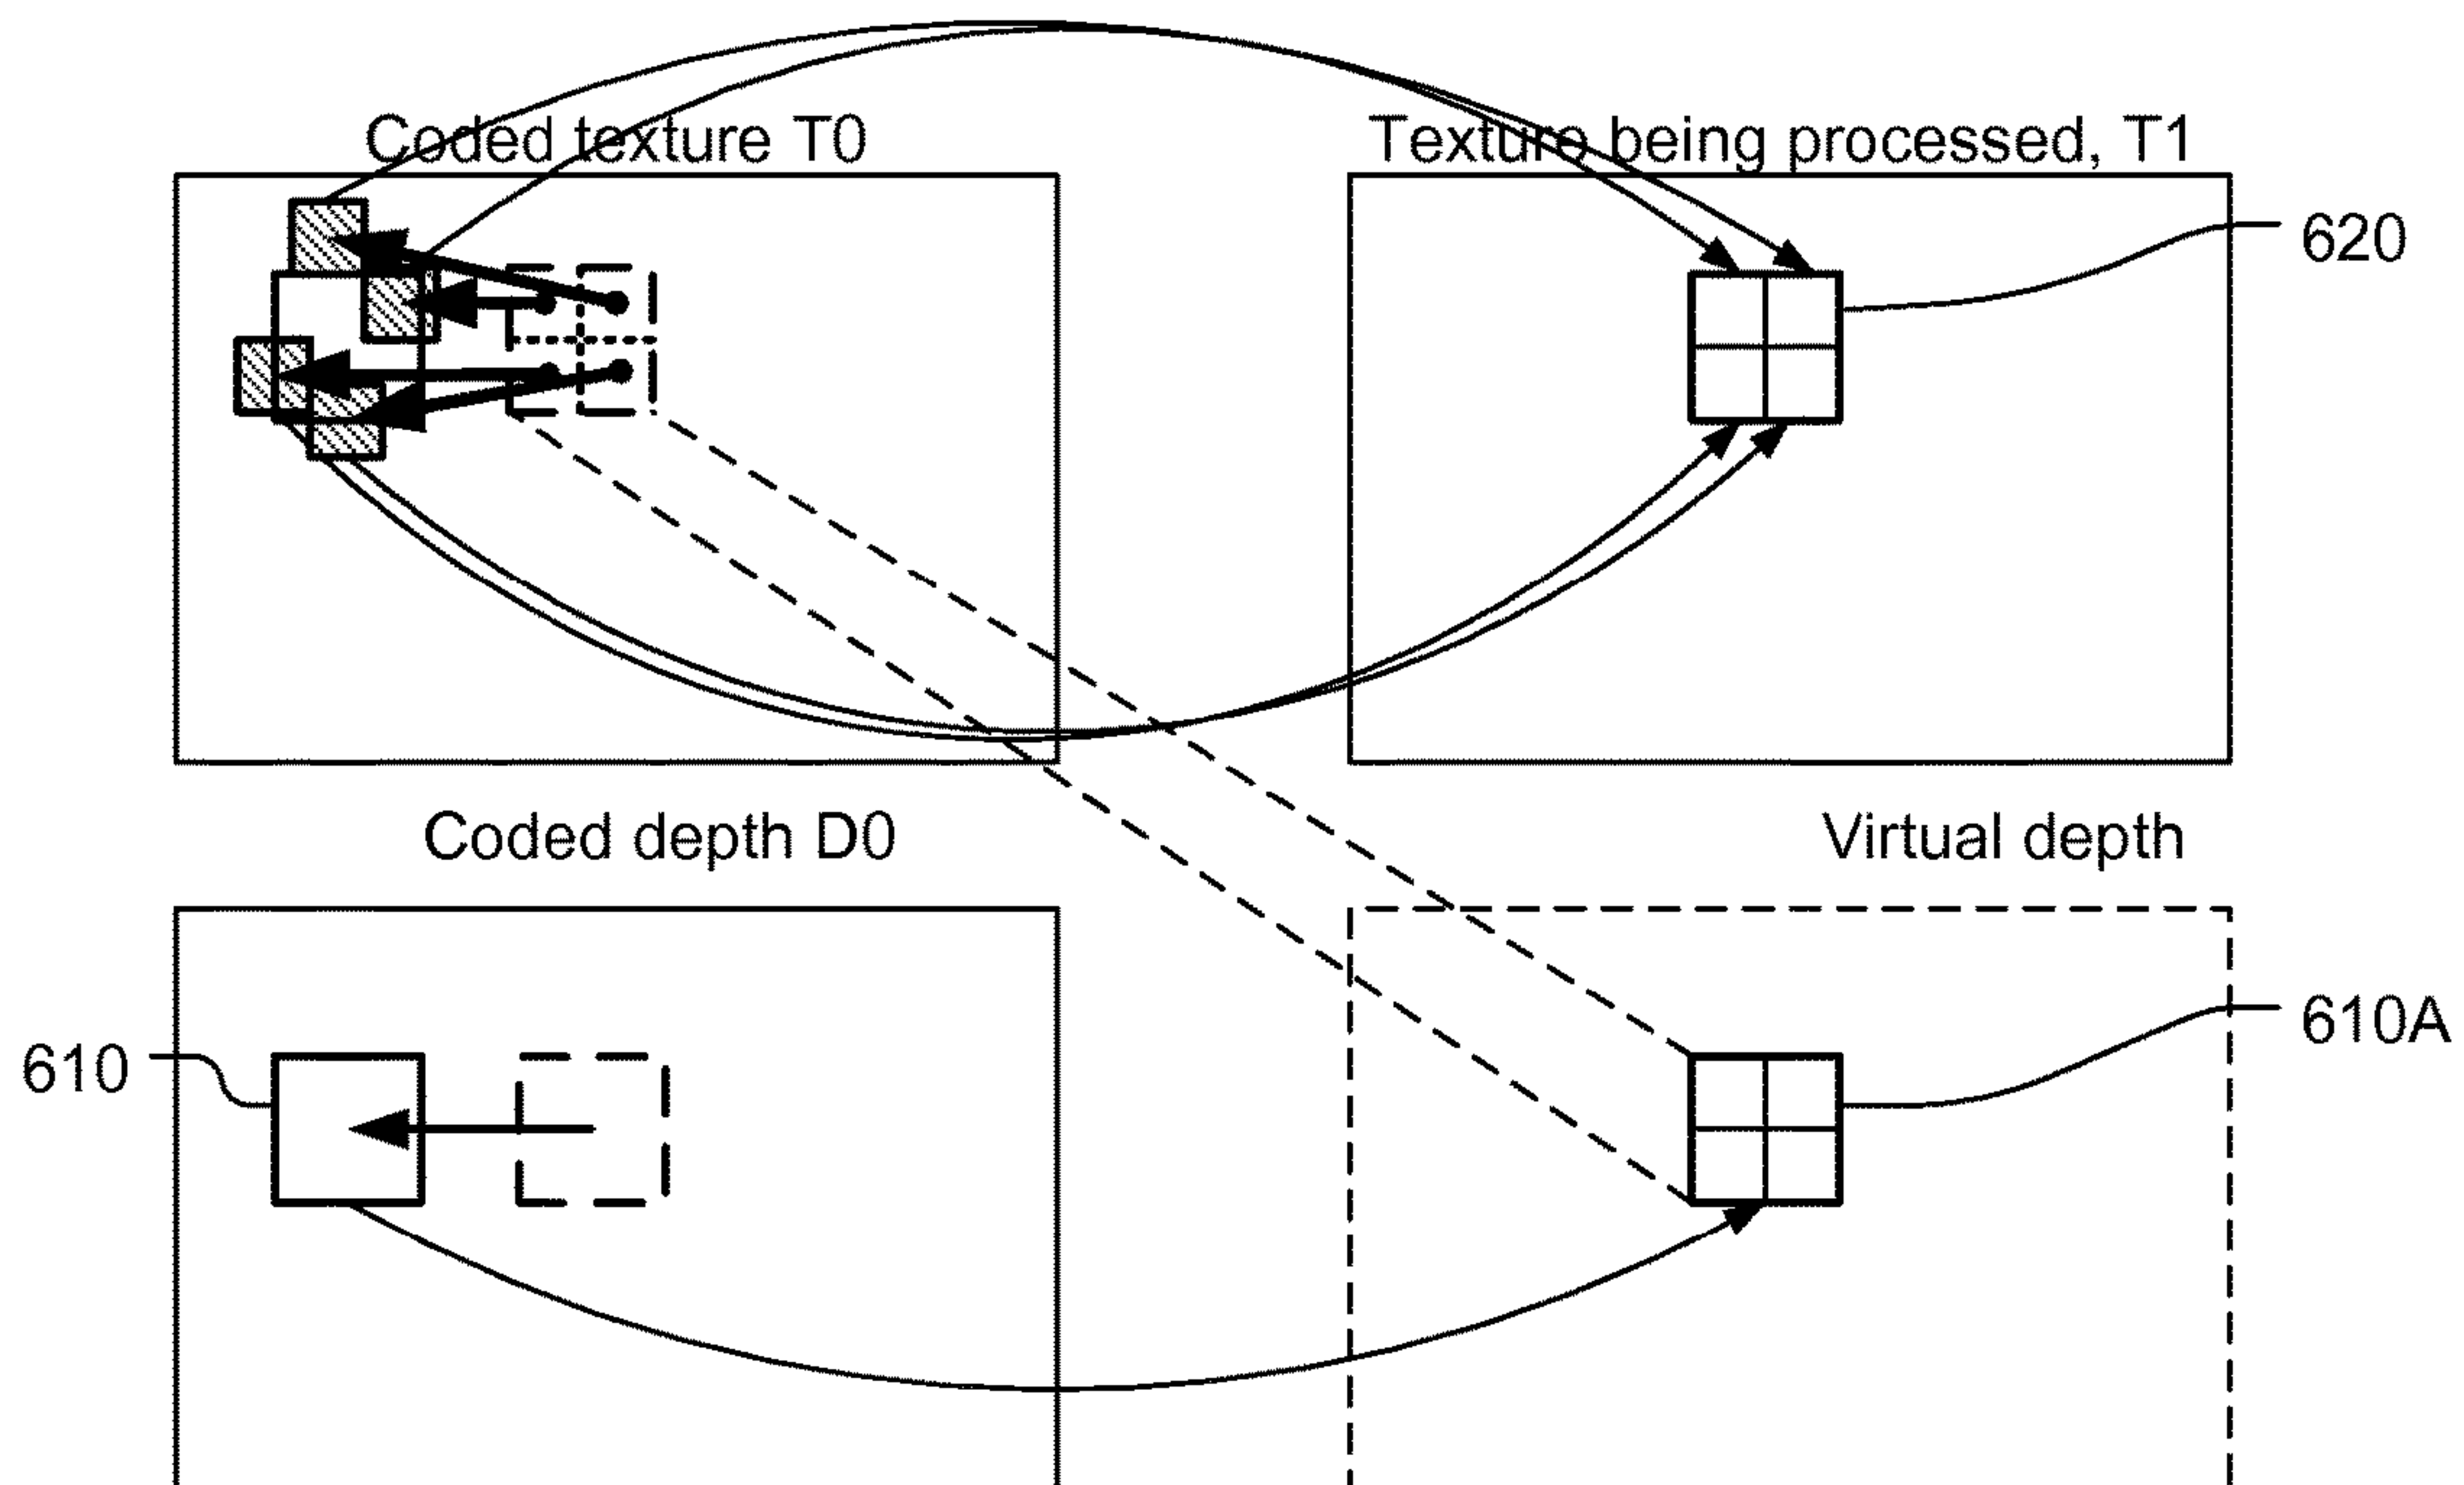 Coded texture T0
Texture being processed, T1
620
Coded depth D0
Virtual depth
610
610A